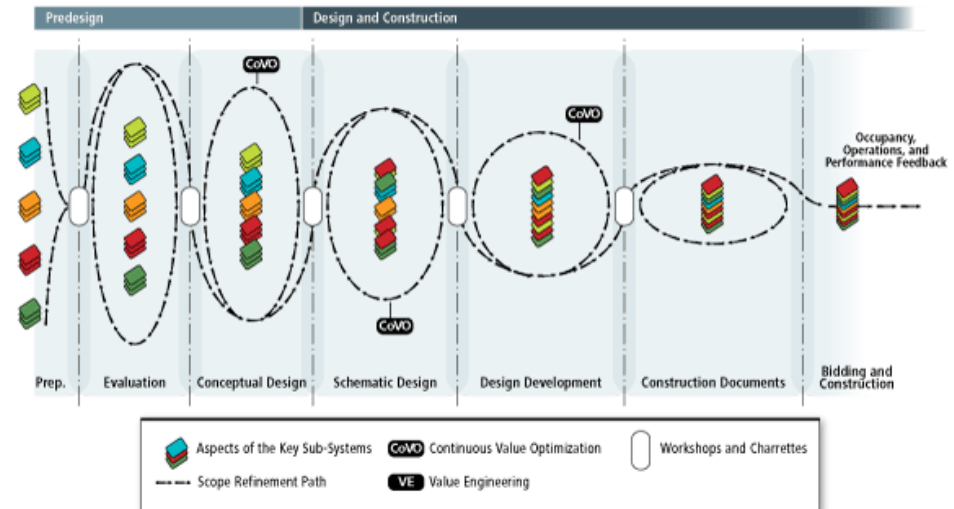 Predesign
Design and Construction
CoVO
CoVO
Occupancy,
Operations, and
Performance Feedback
CoVO
Prep.
Evaluation
Conceptual Design
Schematic Design
Design Development
Construction Documents
Bidding and
Construction
Aspects of the Key Sub-Systems
CoVO Continuous Value Optimization
Workshops and Charrettes
Scope Refinement Path
VE Value Engineering